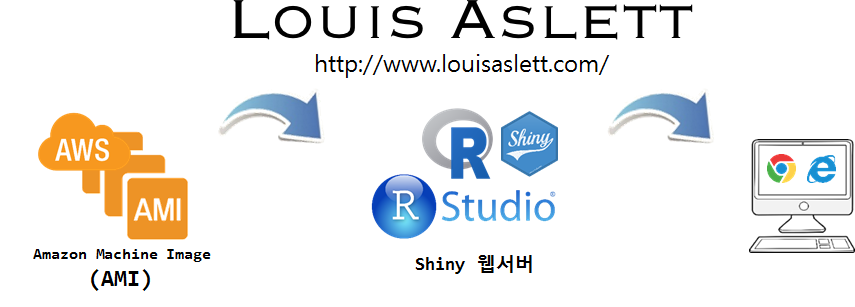 LOUIS ASLETT
http://www.louisaslett.com/
AWS
AMI
Amazon Machine Image
(AMI)
R
Shiny
R Studio®
Shiny 웹서버